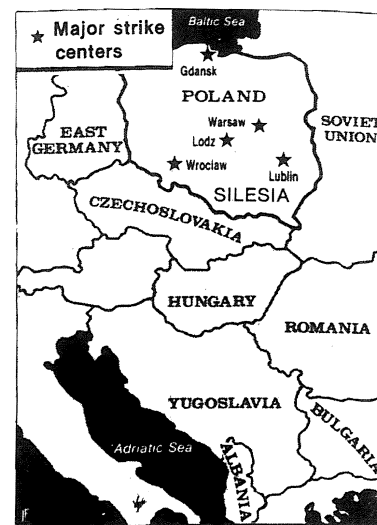 Baltic Sea
★ Major strike
centers
Gdansk
POLAND
SOVIET
UNION
Warsaw
EAST
GERMANY
Lodz
Wroclaw
Lublin
SILESIA
CZECHOSLOVAKIA
HUNGARY
ROMANIA
YUGOSLAVIA
BULGARIA
Adriatic Sea
ALBANIA